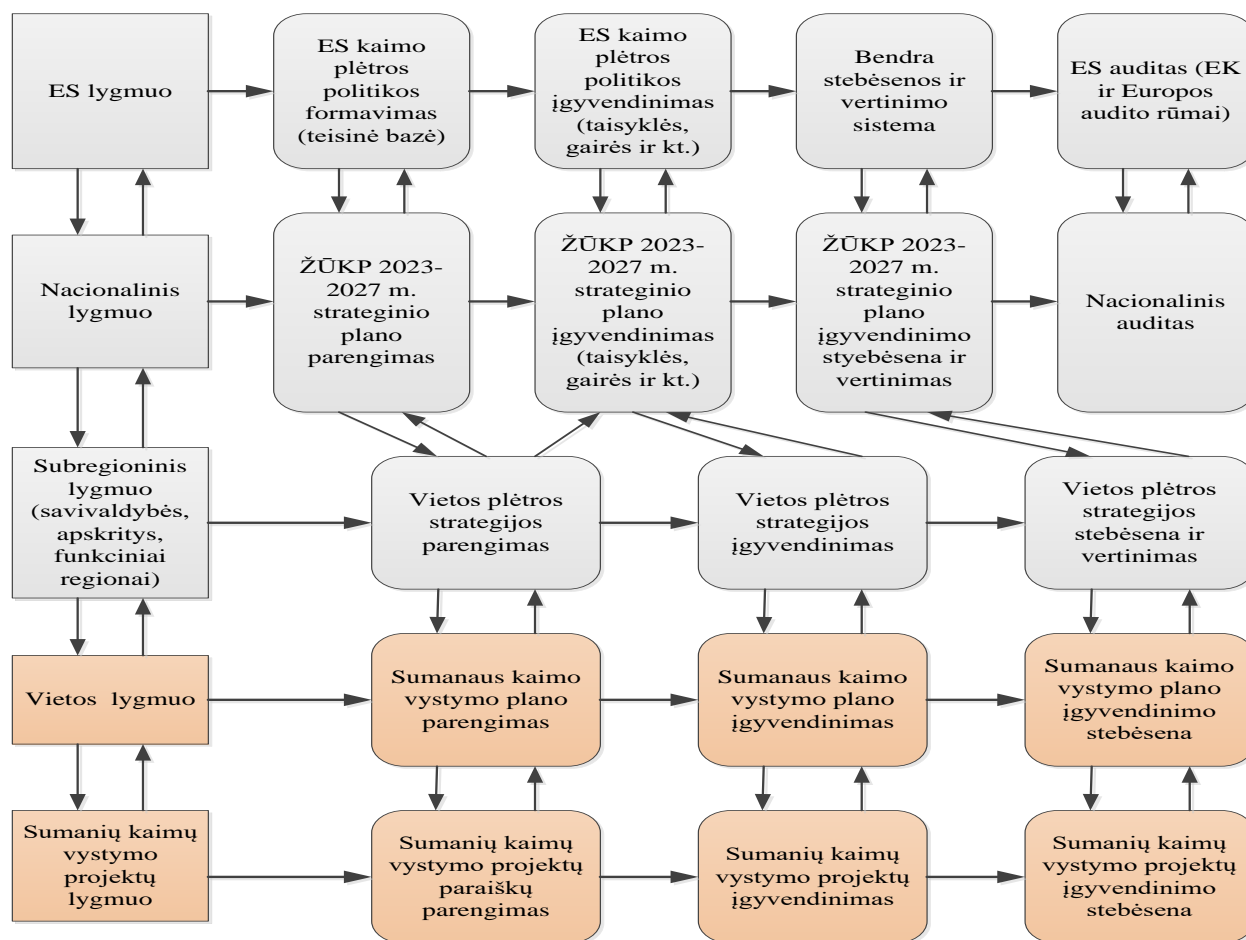 ES lygmuo
ES kaimo
plėtros
politikos
formavimas
(teisinė bazė)
ES kaimo
plėtros
politikos
įgyvendinimas
(taisyklės,
gairės ir kt.)
Bendra
stebėsenos ir
vertinimo
sistema
ES auditas (EK
ir Europos
audito rūmai)
Nacionalinis
lygmuo
ŽŪKP 2023-
2027 m.
strateginio
plano
parengimas
ŽŪKP 2023-
2027 m.
strateginio
plano
įgyvendinimas
(taisyklės,
gairės ir kt.)
ŽŪKP 2023-
2027 m.
strateginio
plano
įgyvendinimo
styebėsena ir
vertinimas
Nacionalinis
auditas
Subregioninis
lygmuo
(savivaldybės,
apskritys,
funkciniai
regionai)
Vietos plėtros
strategijos
parengimas
Vietos plėtros
strategijos
įgyvendinimas
Vietos plėtros
strategijos
stebėsena ir
vertinimas
Vietos lygmuo
Sumanaus kaimo
vystymo plano
parengimas
Sumanaus kaimo
vystymo plano
įgyvendinimas
Sumanaus kaimo
vystymo plano
įgyvendinimo
stebėsena
Sumanių kaimų
vystymo
projektų
lygmuo
Sumanių kaimų
vystymo projektų
paraiškų
parengimas
Sumanių kaimų
vystymo projektų
įgyvendinimas
Sumanių kaimų
vystymo projektų
įgyvendinimo
stebėsena